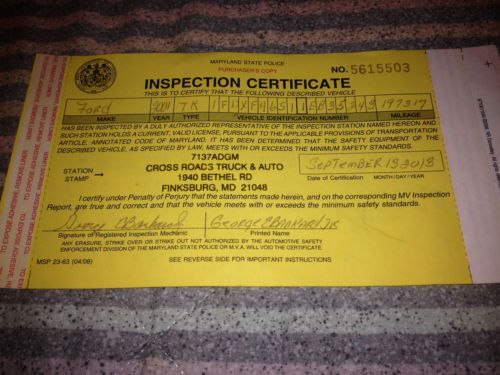 MARYLAND STATE POLICE
PURCHASER'S COPY
NO. 5615503
INSPECTION CERTIFICATE
THIS IS TO CERTIFY THAT THE FOLLOWING DESCRIBED VEHICLE
FORD 2001 TK 197317
MAKE YEAR TYPE VEHICLE IDENTIFICATION NUMBER MILEAGE
HAS BEEN INSPECTED BY A DULY AUTHORIZED REPRESENTATIVE OF THE INSPECTION STATION NAMED HEREON AND
SUCH STATION HOLDS A CURRENT, VALID LICENSE. PURSUANT TO THE APPLICABLE PROVISIONS OF TRANSPORTATION
ARTICLE, ANNOTATED CODE OF MARYLAND. IT HAS BEEN DETERMINED THAT THE SAFETY EQUIPMENT OF THE
DESCRIBED VEHICLE, AS SPECIFIED BY LAW, MEETS WITH OR EXCEEDS THE MINIMUM SAFETY STANDARDS.
7137ADGM
STATION STAMP
CROSS ROADS TRUCK & AUTO
1940 BETHEL RD
FINKSBURG, MD 21048
SEPTEMBER 13 2013
Date of Certification MONTH/DAY/YEAR
I certify under Penalty of Perjury that the statements made herein, and on the corresponding MV Inspection
Report, are true and correct and that the vehicle meets with or exceeds the minimum safety standards.
GEORGE
Signature of Registered Inspection Mechanic Printed Name
ANY ERASURE, STRIKE OVER OR STRIKE OUT NOT AUTHORIZED BY THE AUTOMOTIVE SAFETY
ENFORCEMENT DIVISION OF THE MARYLAND STATE POLICE OR M.V.A. WILL VOID THE CERTIFICATE.
MSP 23-63 (04/08) SEE REVERSE SIDE FOR IMPORTANT INSTRUCTIONS